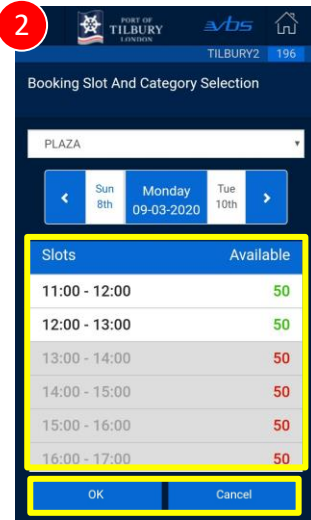 2
PORT OF
TILBURY
LONDON
vbs
TILBURY2 196
Booking Slot And Category Selection
PLAZA
Sun
8th
Monday
09-03-2020
Tue
10th
Slots Available
11:00 - 12:00 50
12:00 - 13:00 50
13:00 - 14:00 50
14:00 - 15:00 50
15:00 - 16:00 50
16:00 - 17:00 50
OK Cancel